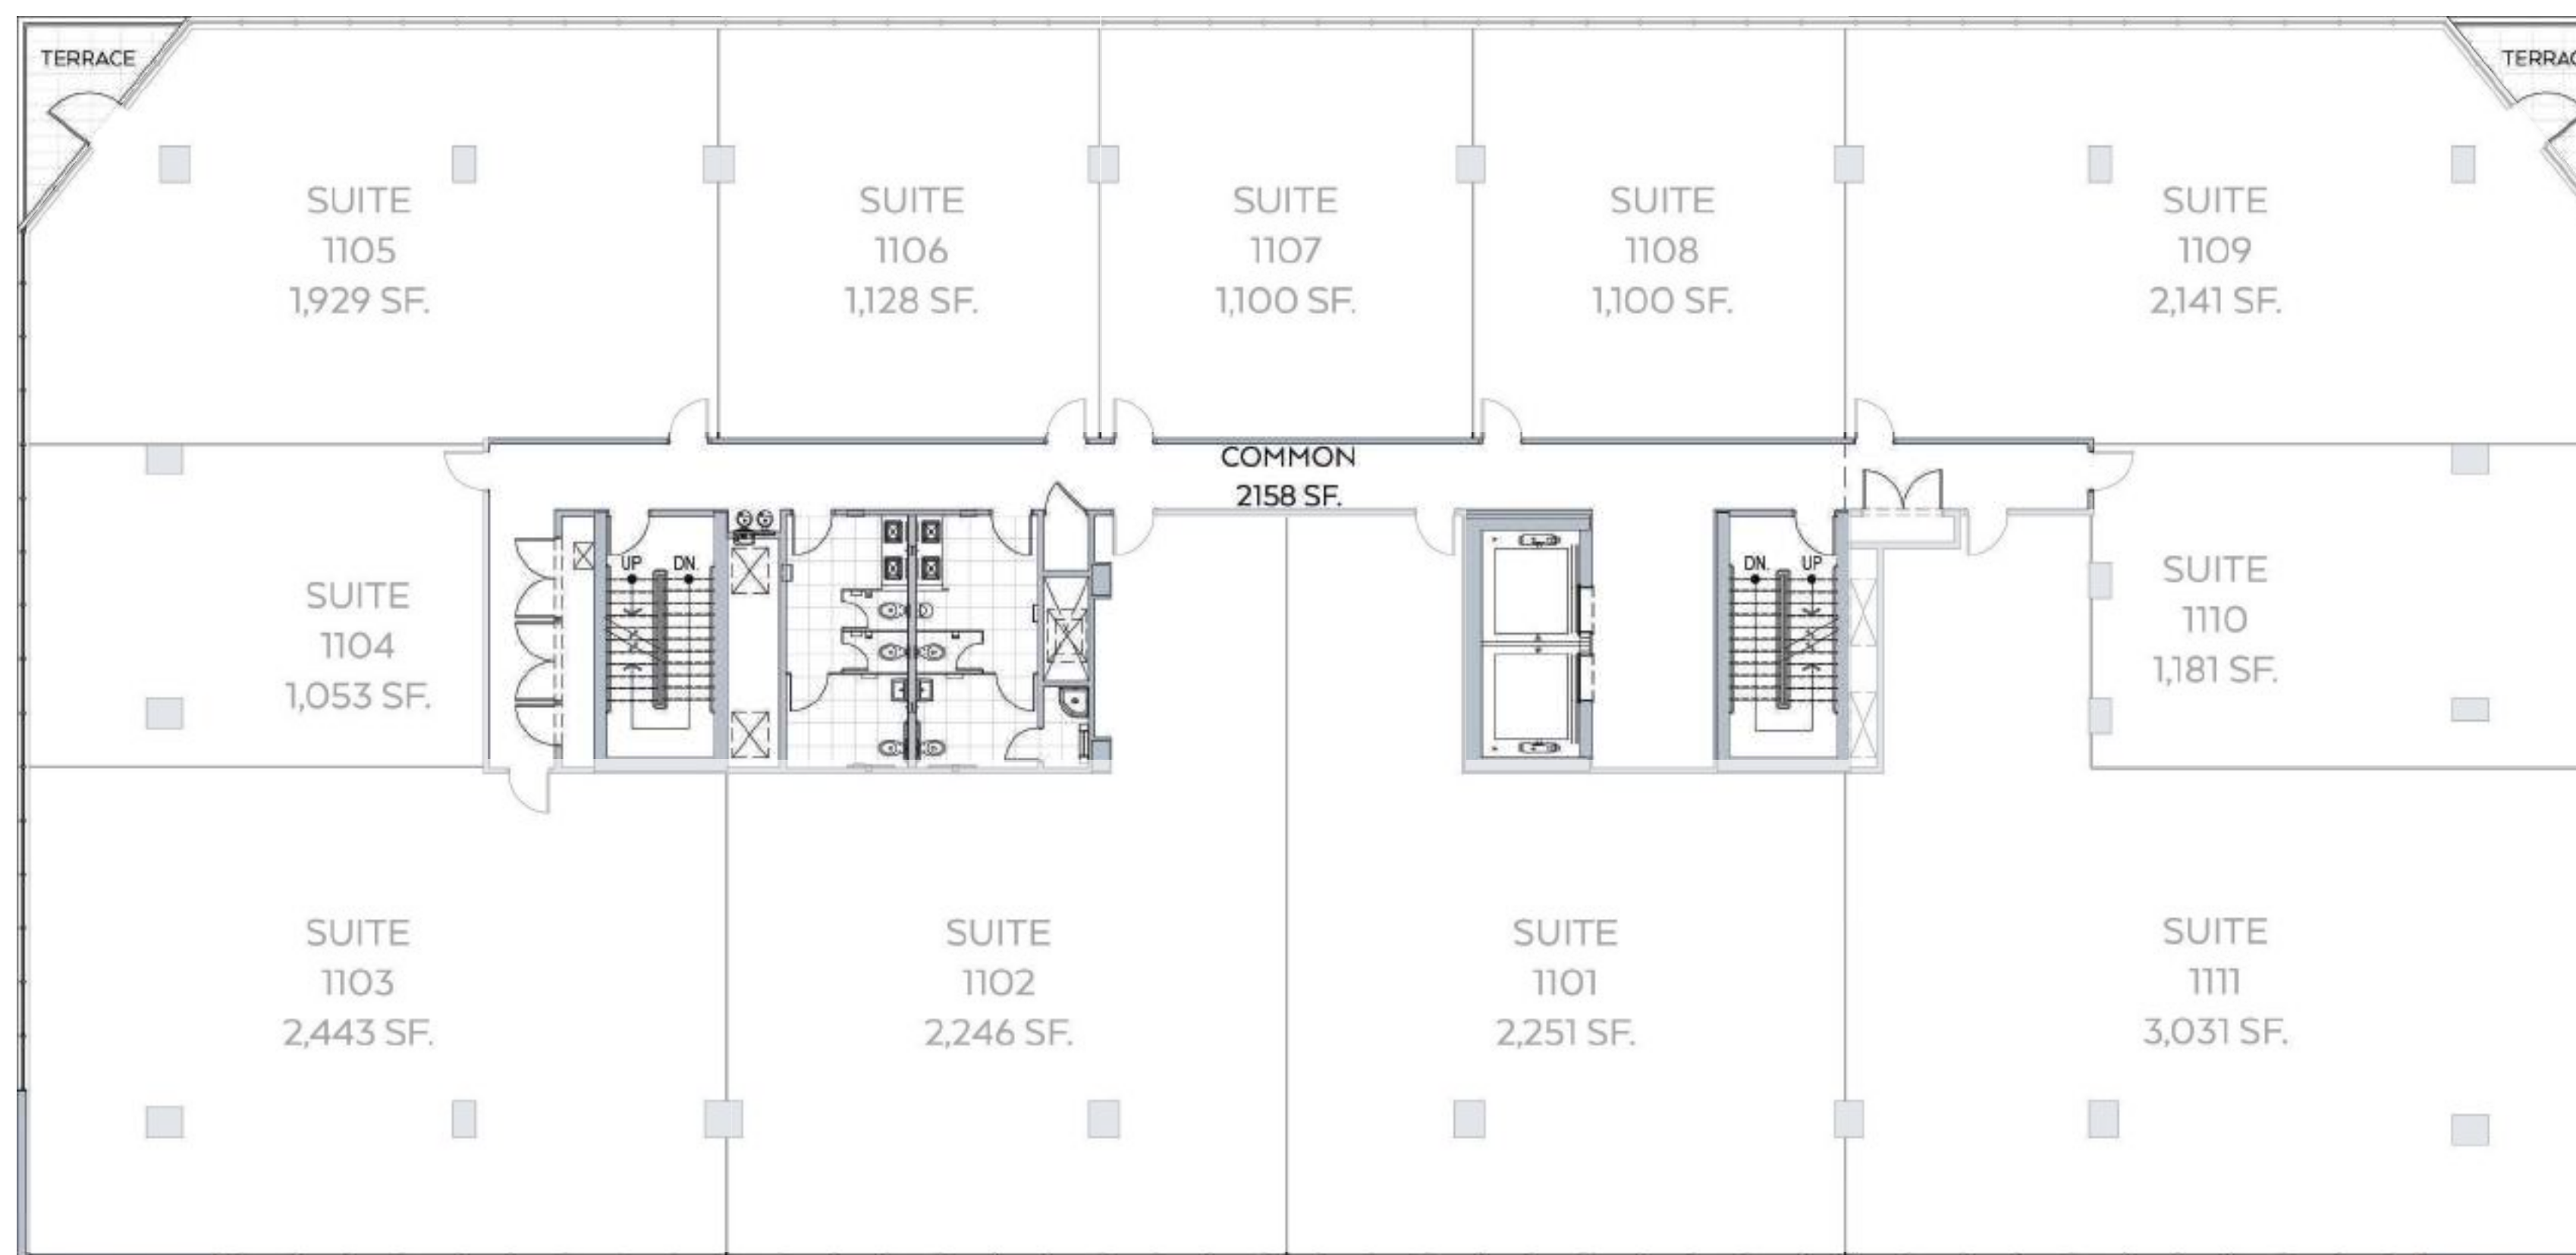 TERRACE
TERRAC
SUITE
1105
1,929 SF.
SUITE
1106
1,128 SF.
SUITE
1107
1,100 SF.
SUITE
1108
1,100 SF.
SUITE
1109
2,141 SF.
COMMON
2158 SF.
SUITE
1104
1,053 SF.
UP
DN.
DN.
UP
SUITE
1110
1,181 SF.
SUITE
1103
2,443 SF.
SUITE
1102
2,246 SF.
SUITE
1101
2,251 SF.
SUITE
1111
3,031 SF.